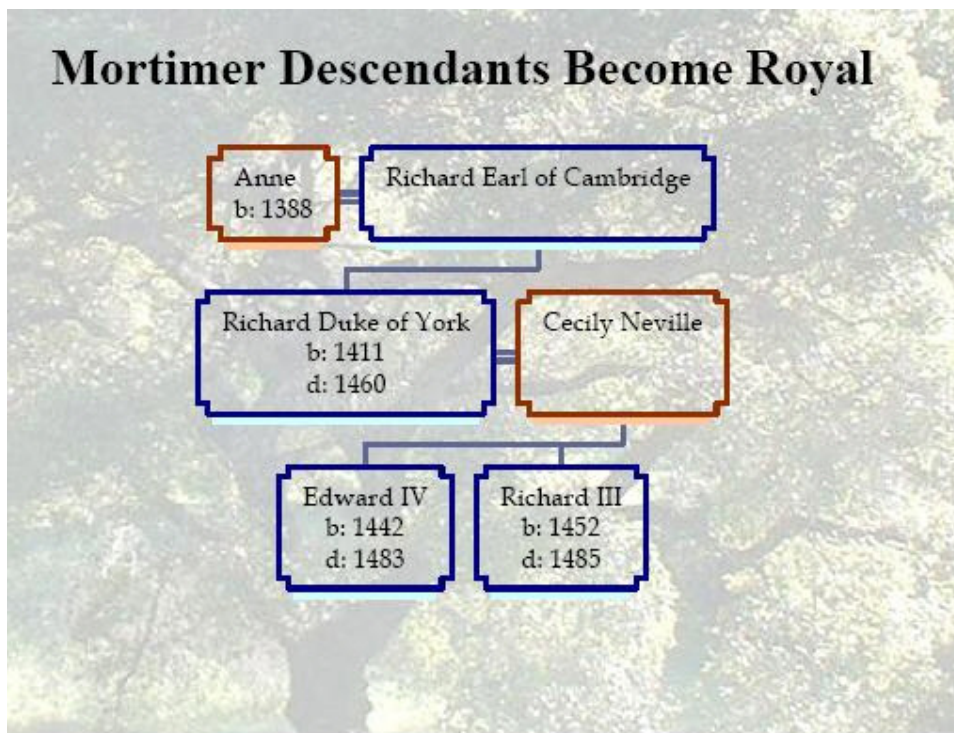 Mortimer Descendants Become Royal
Anne
b: 1388
Richard Earl of Cambridge
Richard Duke of York
b: 1411
d: 1460
Cecily Neville
Edward IV
b: 1442
d: 1483
Richard III
b: 1452
d: 1485